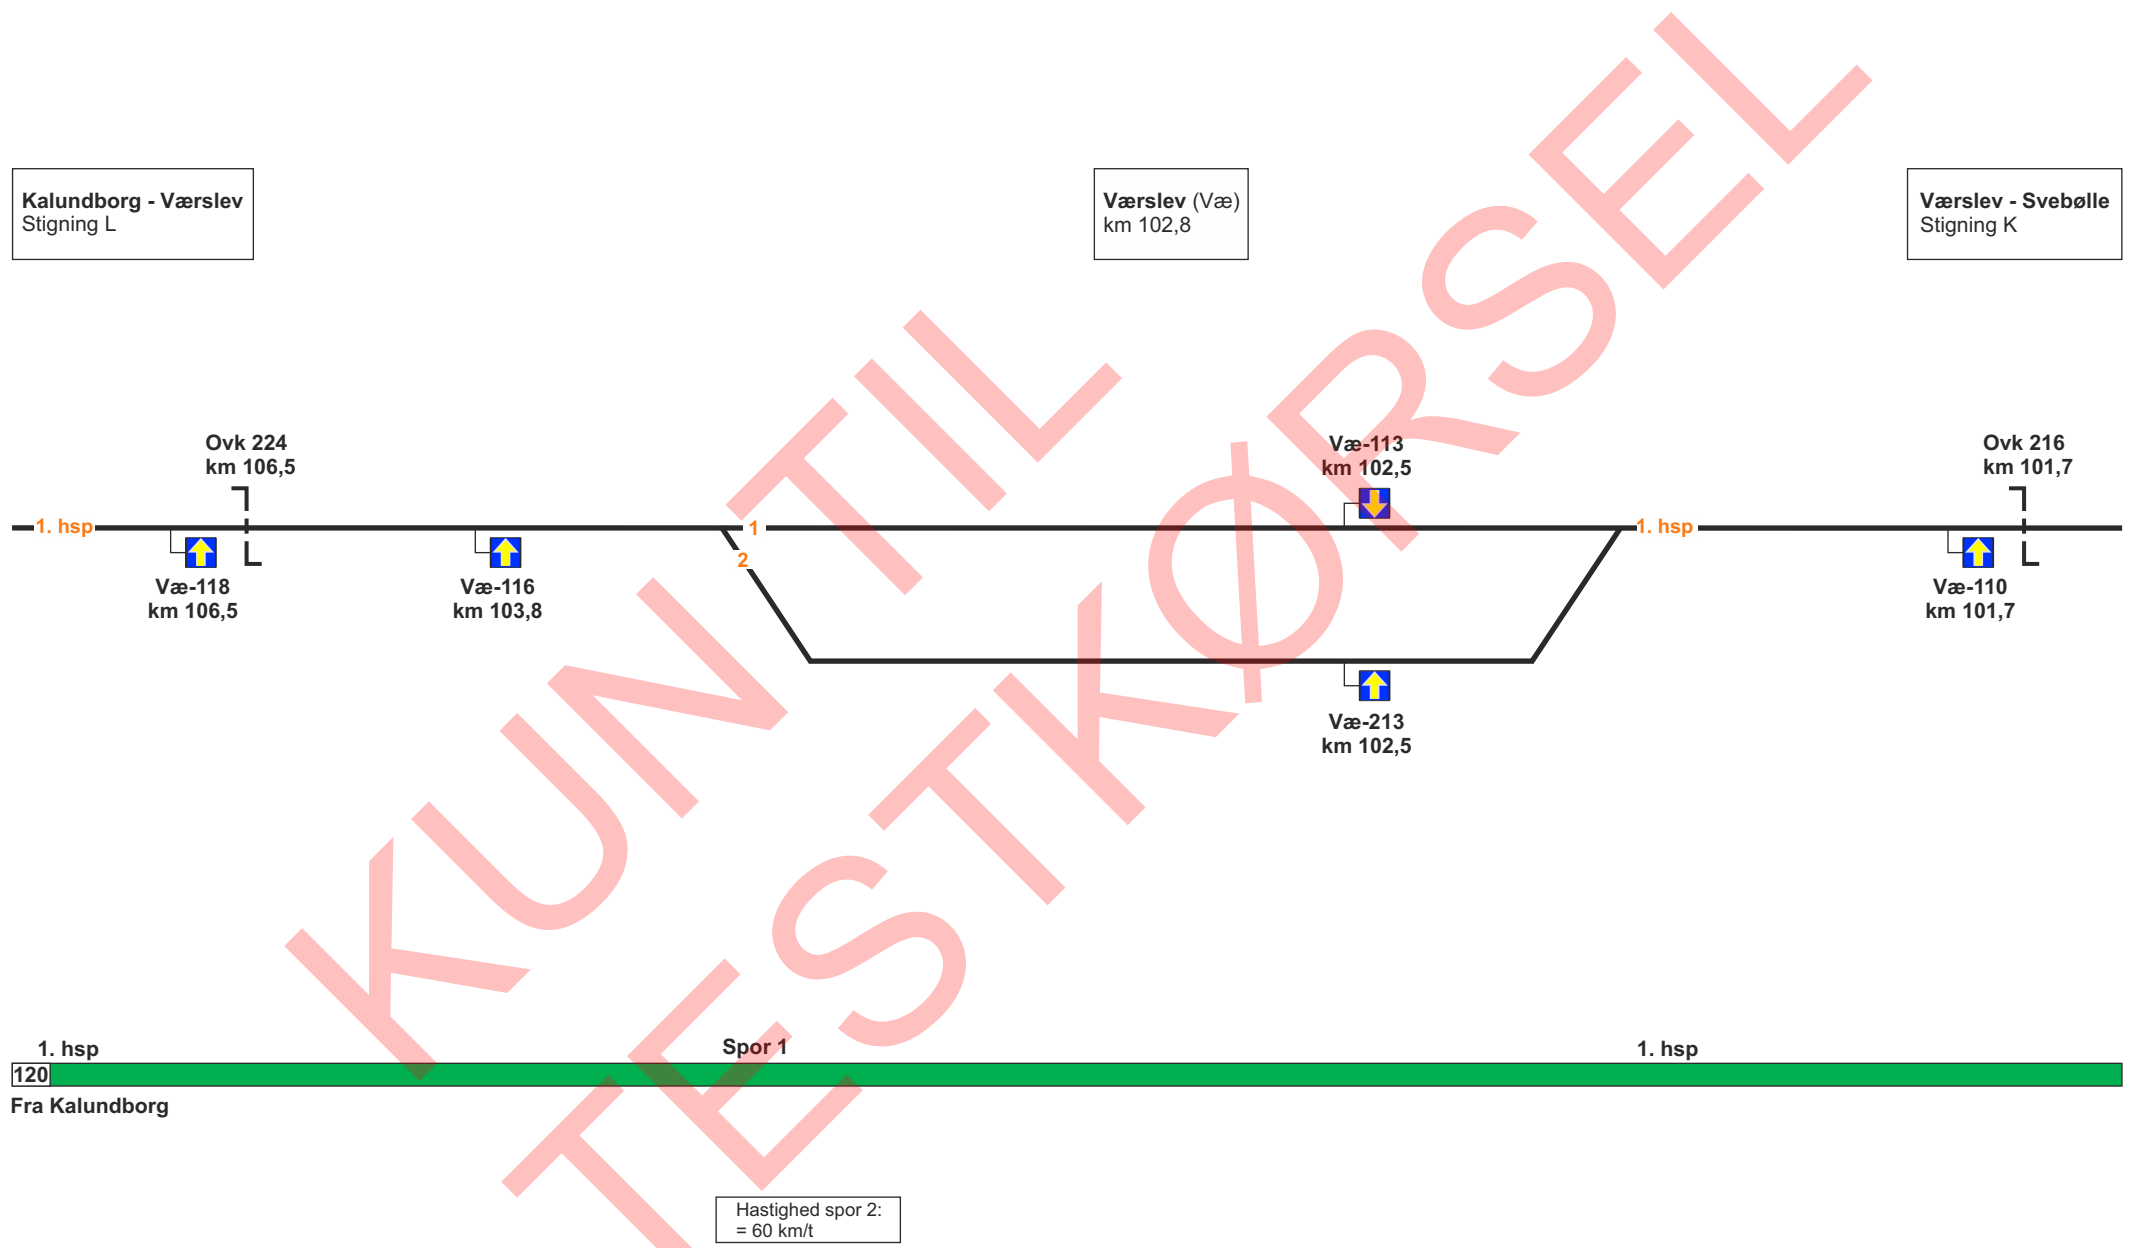 Kalundborg - Værslev
Stigning L
Værslev (Væ)
km 102,8
Værslev - Svebølle
Stigning K
Ovk 224
km 106,5
Væ-113
km 102,5
Ovk 216
km 101,7
1. hsp
1
1. hsp
2
Væ-118
km 106,5
Væ-116
km 103,8
Væ-110
km 101,7
Væ-213
km 102,5
KUN TIL
TESTKØRSEL
1. hsp
Spor 1
1. hsp
120
Fra Kalundborg
Hastighed spor 2:
= 60 km/t